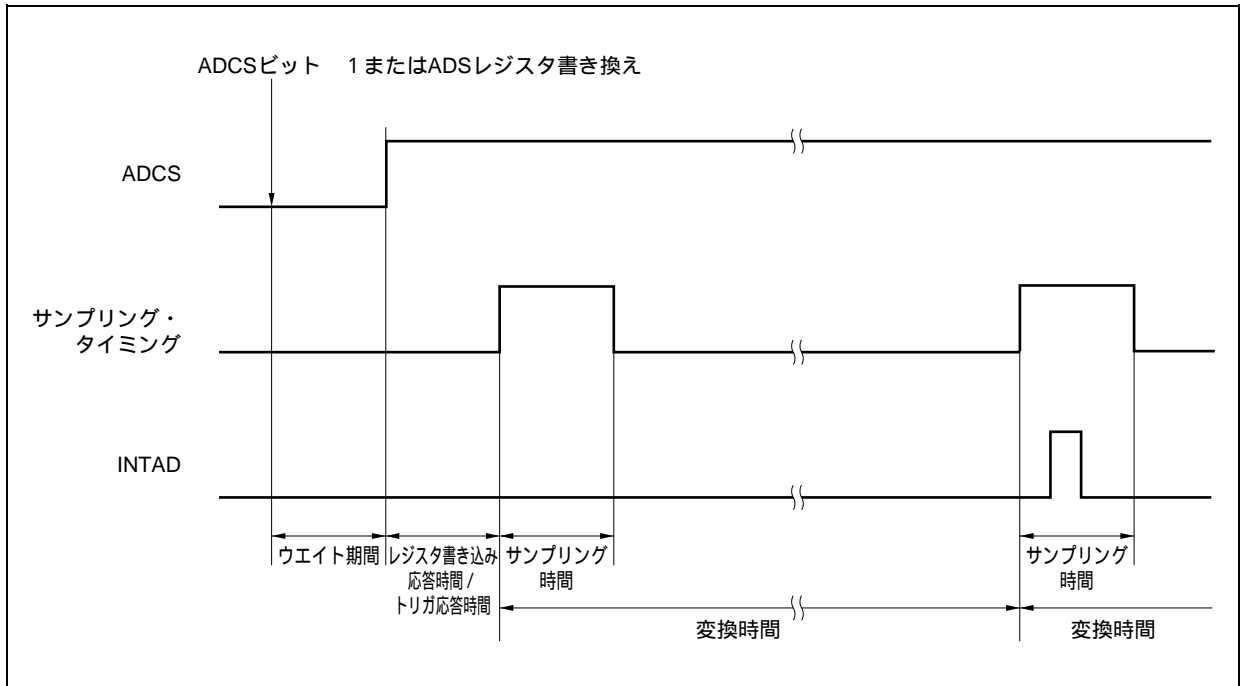 ADCSビット　1またはADSレジスタ書き換え
ADCS
サンプリング・
タイミング
INTAD
ウエイト期間
レジスタ書き込み
応答時間/
トリガ応答時間
サンプリング
時間
サンプリング
時間
変換時間
変換時間